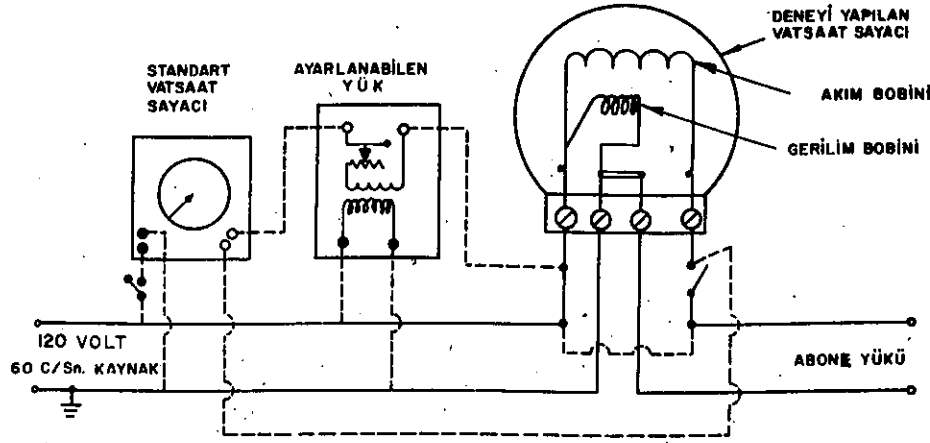 DENEYİ YAPILAN
VATSAAT SAYACI
STANDART
VATSAAT
SAYACI
AYARLANABİLEN
YÜK
AKIM BOBİNİ
GERİLİM BOBİNİ
120 VOLT
60 C/Sn. KAYNAK
ABONE YÜKÜ